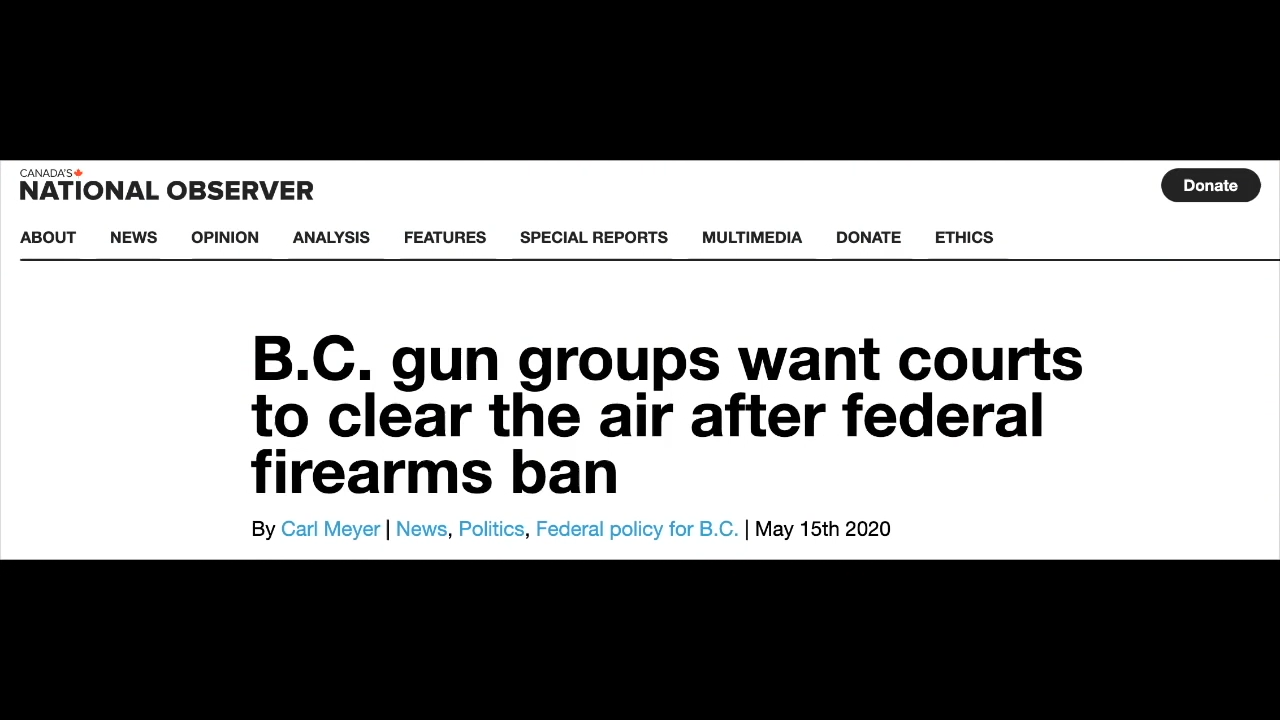 CANADA'S
NATIONAL OBSERVER
Donate
ABOUT NEWS OPINION ANALYSIS FEATURES SPECIAL REPORTS MULTIMEDIA DONATE ETHICS
B.C. gun groups want courts
to clear the air after federal
firearms ban
By Carl Meyer | News, Politics, Federal policy for B.C. | May 15th 2020